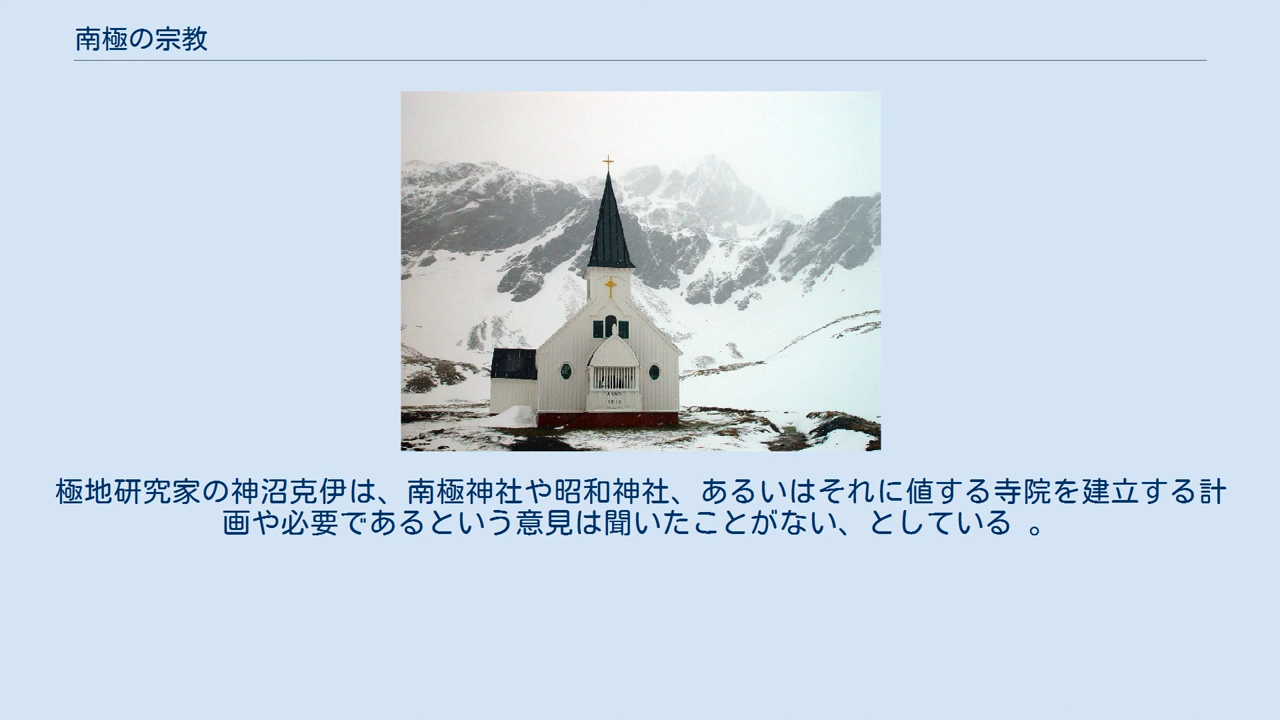 南極の宗教
ANNO
1913
極地研究家の神沼克伊は、南極神社や昭和神社、あるいはそれに値する寺院を建立する計
画や必要であるという意見は聞いたことがない、としている 。